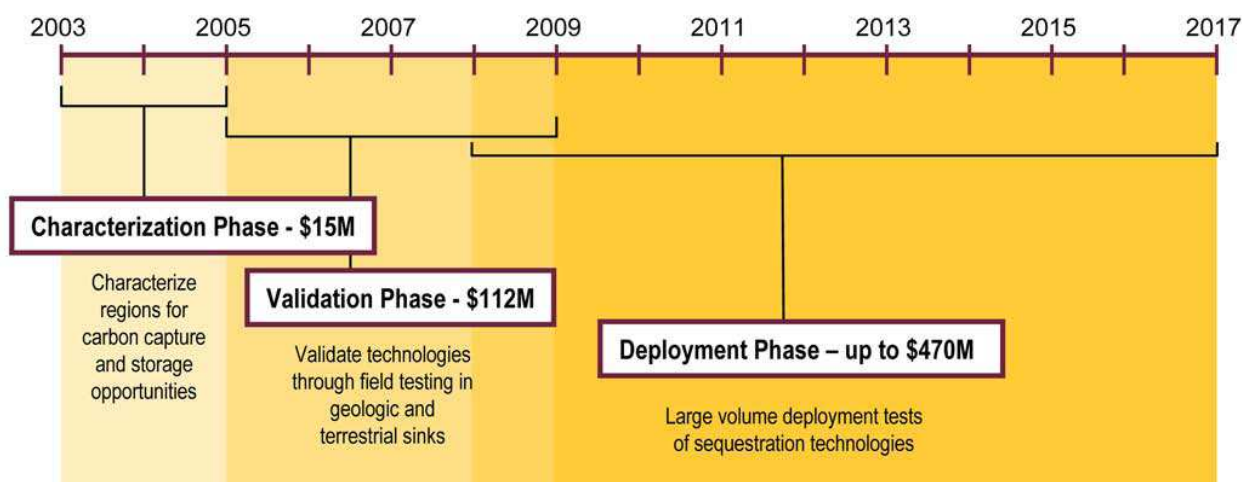 2003 2005 2007 2009 2011 2013 2015 2017
Characterization Phase - $15M
Characterize
regions for
carbon capture
and storage
opportunities
Validation Phase - $112M
Validate technologies
through field testing in
geologic and
terrestrial sinks
Deployment Phase – up to $470M
Large volume deployment tests
of sequestration technologies